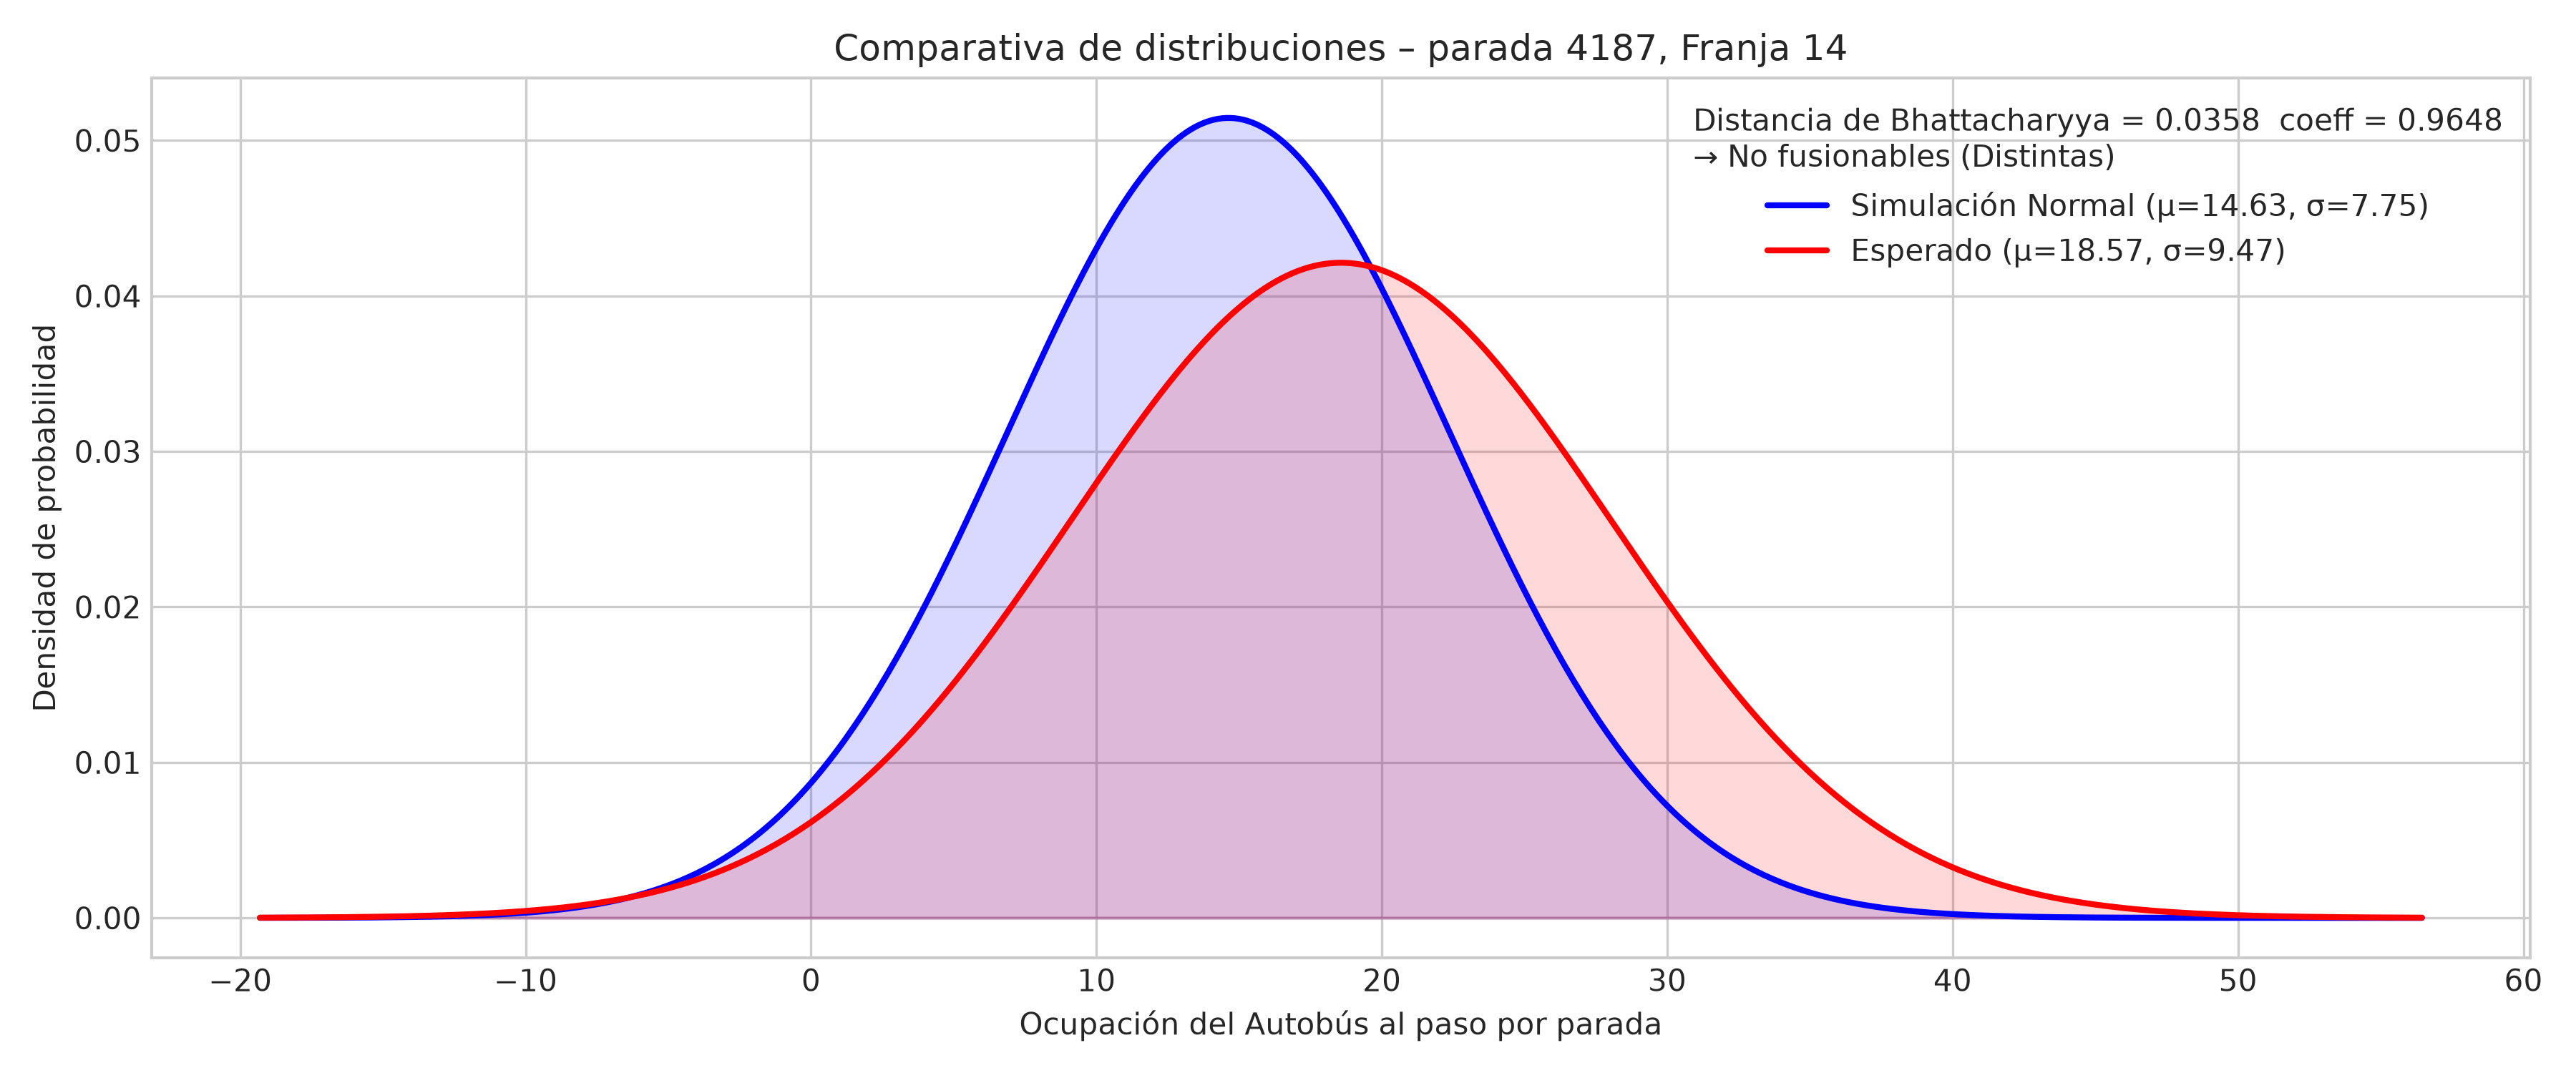 Comparativa de distribuciones – parada 4187, Franja 14
Distancia de Bhattacharyya = 0.0358  coeff = 0.9648
→ No fusionables (Distintas)
Simulación Normal (μ=14.63, σ=7.75)
Esperado (μ=18.57, σ=9.47)
Densidad de probabilidad
0.05
0.04
0.03
0.02
0.01
0.00
−20 −10 0 10 20 30 40 50 60
Ocupación del Autobús al paso por parada